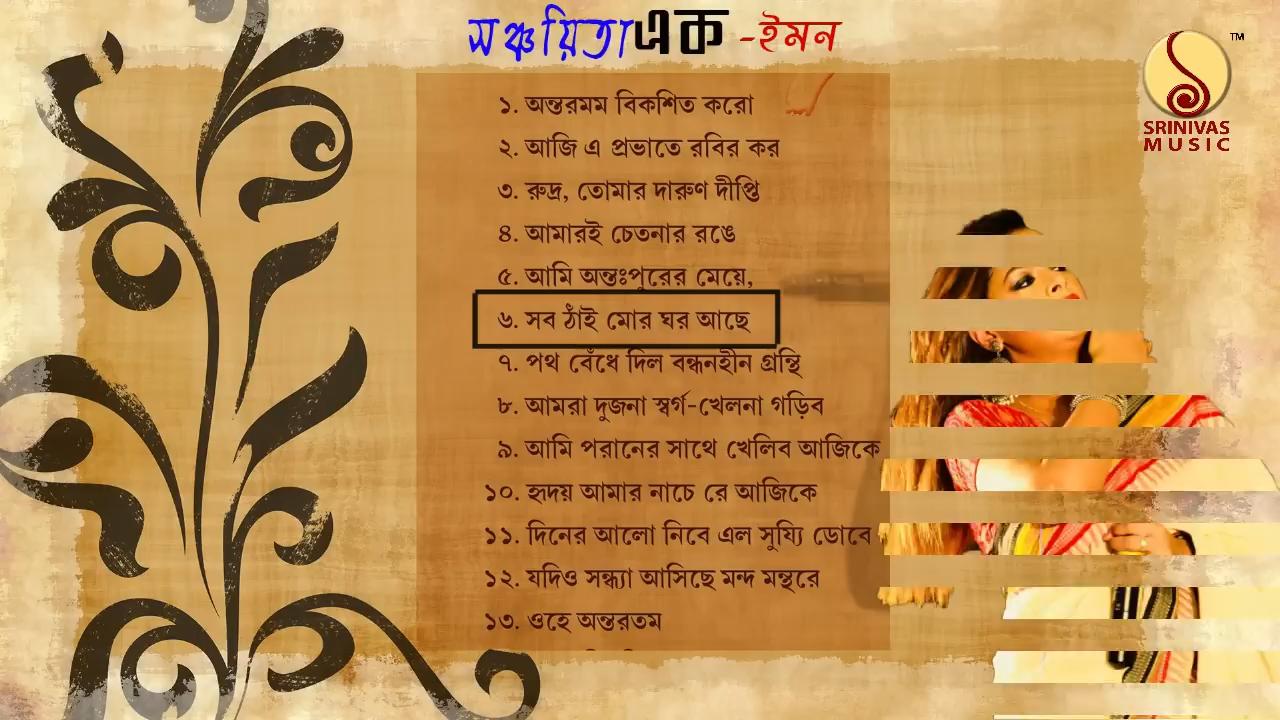 সঞ্চয়িতা এক - ইমন
TM
SRINIVAS
MUSIC
১. অন্তরমম বিকশিত করো
২. আজি এ প্রভাতে রবির কর
৩. রুদ্র, তোমার দারুণ দীপ্তি
৪. আমারই চেতনার রঙে
৫. আমি অন্তঃপুরের মেয়ে,
৬. সব ঠাঁই মোর ঘর আছে
৭. পথ বেঁধে দিল বন্ধনহীন গ্রন্থি
৮. আমরা দুজনা স্বর্গ-খেলনা গড়িব
৯. আমি পরানের সাথে খেলিব আজিকে
১০. হৃদয় আমার নাচে রে আজিকে
১১. দিনের আলো নিবে এল সুয্যি ডোবে
১২. যদিও সন্ধ্যা আসিছে মন্দ মন্থরে
১৩. ওহে অন্তরতম